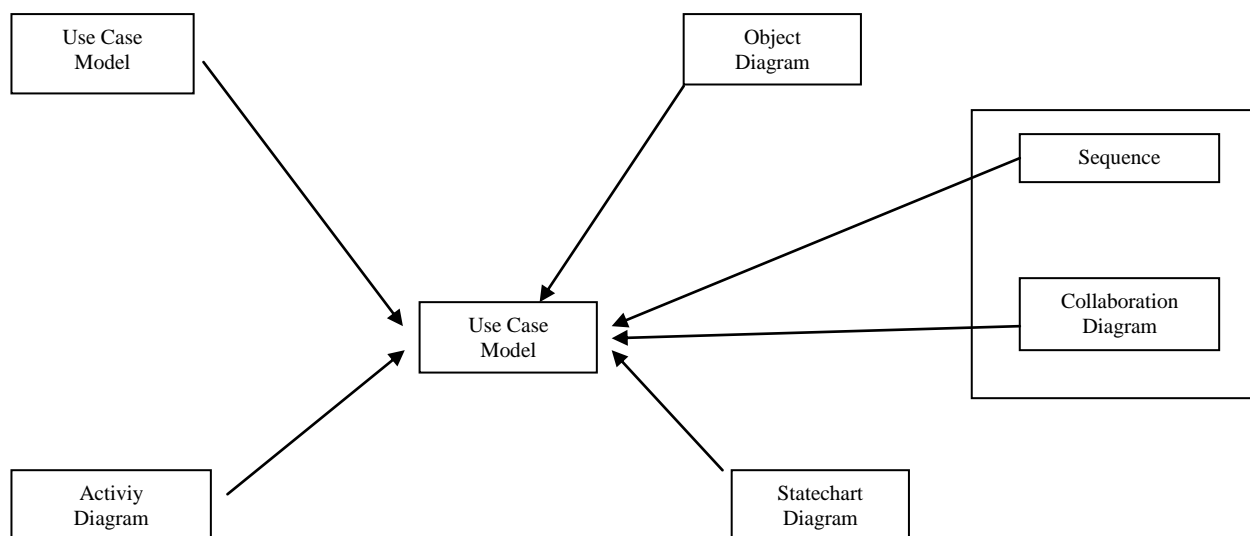 Use Case
Model
Object
Diagram
Sequence
Collaboration
Diagram
Use Case
Model
Activiy
Diagram
Statechart
Diagram